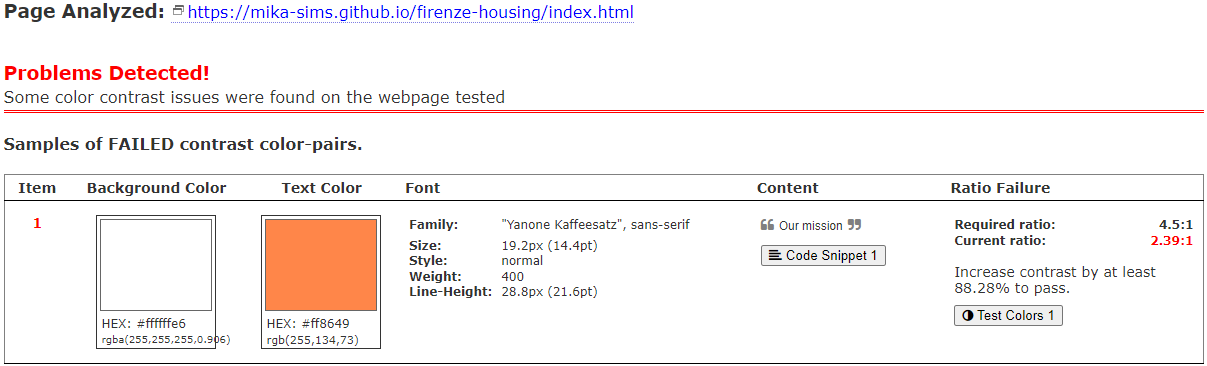 Page Analyzed: https://mika-sims.github.io/firenze-housing/index.html
Problems Detected!
Some color contrast issues were found on the webpage tested
Samples of FAILED contrast color-pairs.
Item Background Color Text Color Font Content Ratio Failure
1
HEX: #ffffffe6
rgba(255,255,255,0.906)
HEX: #ff8649
rgb(255,134,73)
Family: "Yanone Kaffeesatz", sans-serif
Size: 19.2px (14.4pt)
Style: normal
Weight: 400
Line-Height: 28.8px (21.6pt)
❝ Our mission ❞
Code Snippet 1
Required ratio: 4.5:1
Current ratio: 2.39:1
Increase contrast by at least
88.28% to pass.
Test Colors 1